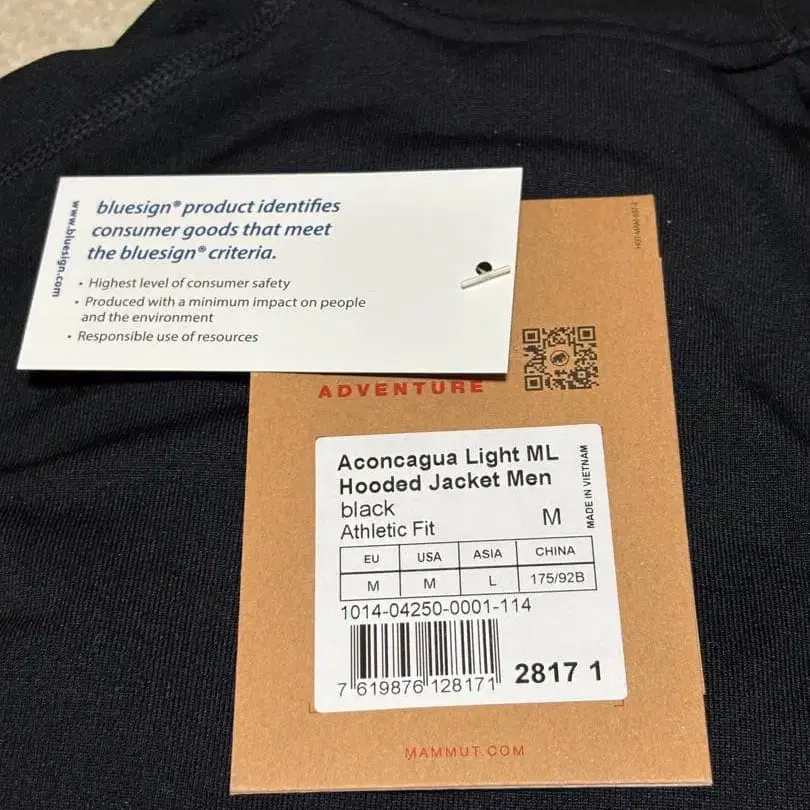 www.bluesign.com
bluesign® product identifies
consumer goods that meet
the bluesign® criteria.
• Highest level of consumer safety
• Produced with a minimum impact on people
and the environment
• Responsible use of resources
ADVENTURE
Aconcagua Light ML
Hooded Jacket Men
black
Athletic Fit
M
MADE IN VIETNAM
EU USA ASIA CHINA
M M L 175/92B
1014-04250-0001-114
7 619876 128171
2817 1
MAMMUT.COM